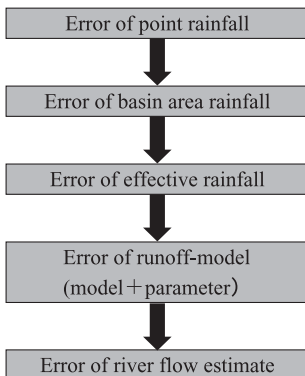 Error of point rainfall
Error of basin area rainfall
Error of effective rainfall
Error of runoff-model
(model＋parameter）
Error of river flow estimate